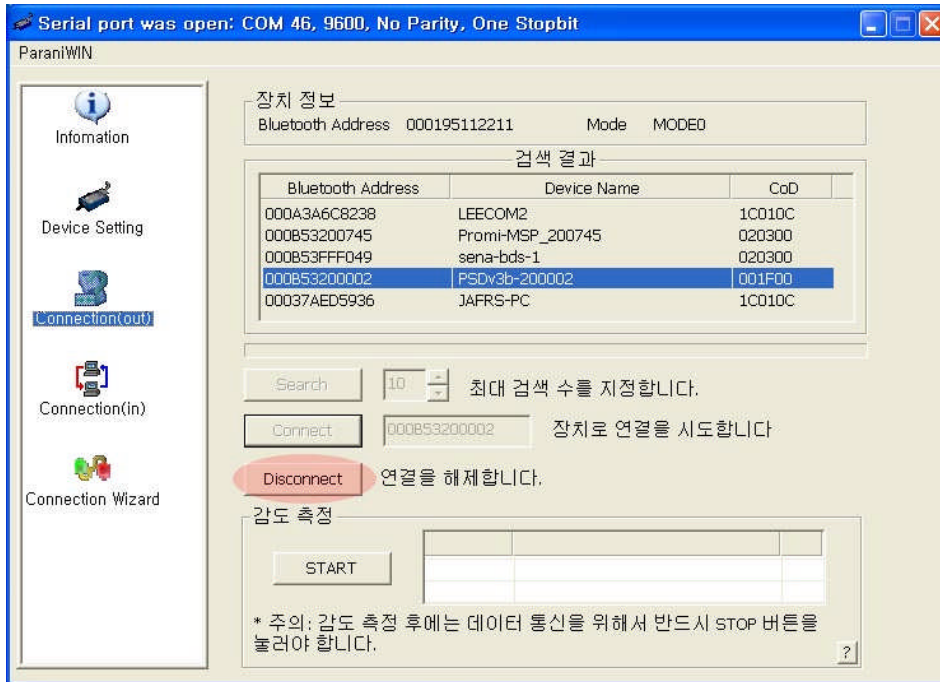 Serial port was open: COM 46, 9600, No Parity, One Stopbit
ParaniWIN
Infomation
Device Setting
Connection(out)
Connection(in)
Connection Wizard
장치 정보
Bluetooth Address 000195112211 Mode MODE0
검색 결과
Bluetooth Address Device Name CoD
000A3A6C8238 LEECOM2 1C010C
000B53200745 Promi-MSP_200745 020300
000B53FFF049 sena-bds-1 020300
000B53200002 PSDv3b-200002 001F00
00037AED5936 JAFRS-PC 1C010C
Search 10 최대 검색 수를 지정합니다.
Connect 000B53200002 장치로 연결을 시도합니다
Disconnect 연결을 해제합니다.
감도 측정
START
* 주의: 감도 측정 후에는 데이터 통신을 위해서 반드시 STOP 버튼을
눌러야 합니다.
?